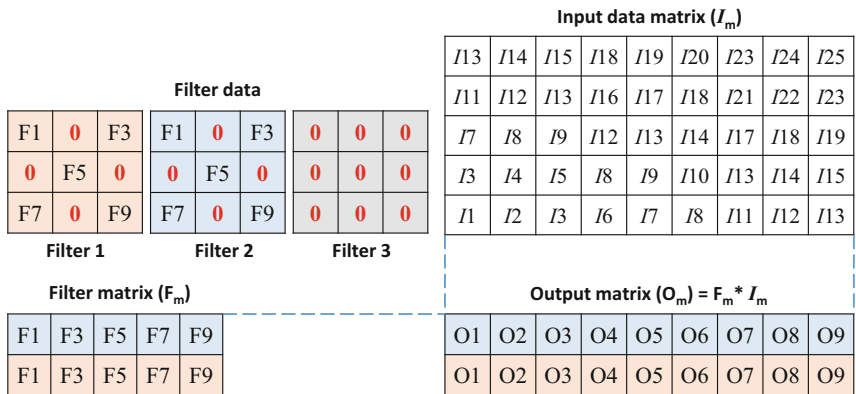 Input data matrix (Im)
I13 I14 I15 I18 I19 I20 I23 I24 I25
I11 I12 I13 I16 I17 I18 I21 I22 I23
I7 I8 I9 I12 I13 I14 I17 I18 I19
I3 I4 I5 I8 I9 I10 I13 I14 I15
I1 I2 I3 I6 I7 I8 I11 I12 I13
Filter data
F1 0 F3 F1 0 F3 0 0 0
0 F5 0 0 F5 0 0 0 0
F7 0 F9 F7 0 F9 0 0 0
Filter 1 Filter 2 Filter 3
Filter matrix (Fm)
F1 F3 F5 F7 F9
F1 F3 F5 F7 F9
Output matrix (Om) = Fm* Im
O1 O2 O3 O4 O5 O6 O7 O8 O9
O1 O2 O3 O4 O5 O6 O7 O8 O9